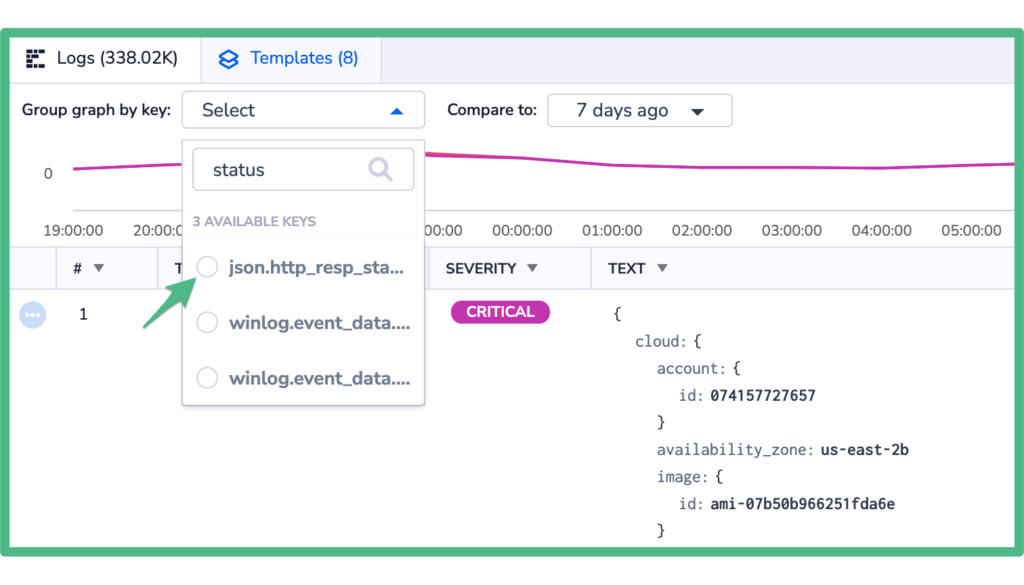 Logs (338.02K) Templates (8)
Group graph by key: Select Compare to: 7 days ago
status
0
3 AVAILABLE KEYS
19:00:00 20:00:0 00:00 00:00:00 01:00:00 02:00:00 03:00:00 04:00:00 05:00:00
# T SEVERITY TEXT
json.http_resp_sta...
1 CRITICAL {
winlog.event_data....
cloud: {
account: {
winlog.event_data....
id: 074157727657
}
availability_zone: us-east-2b
image: {
id: ami-07b50b966251fda6e
}